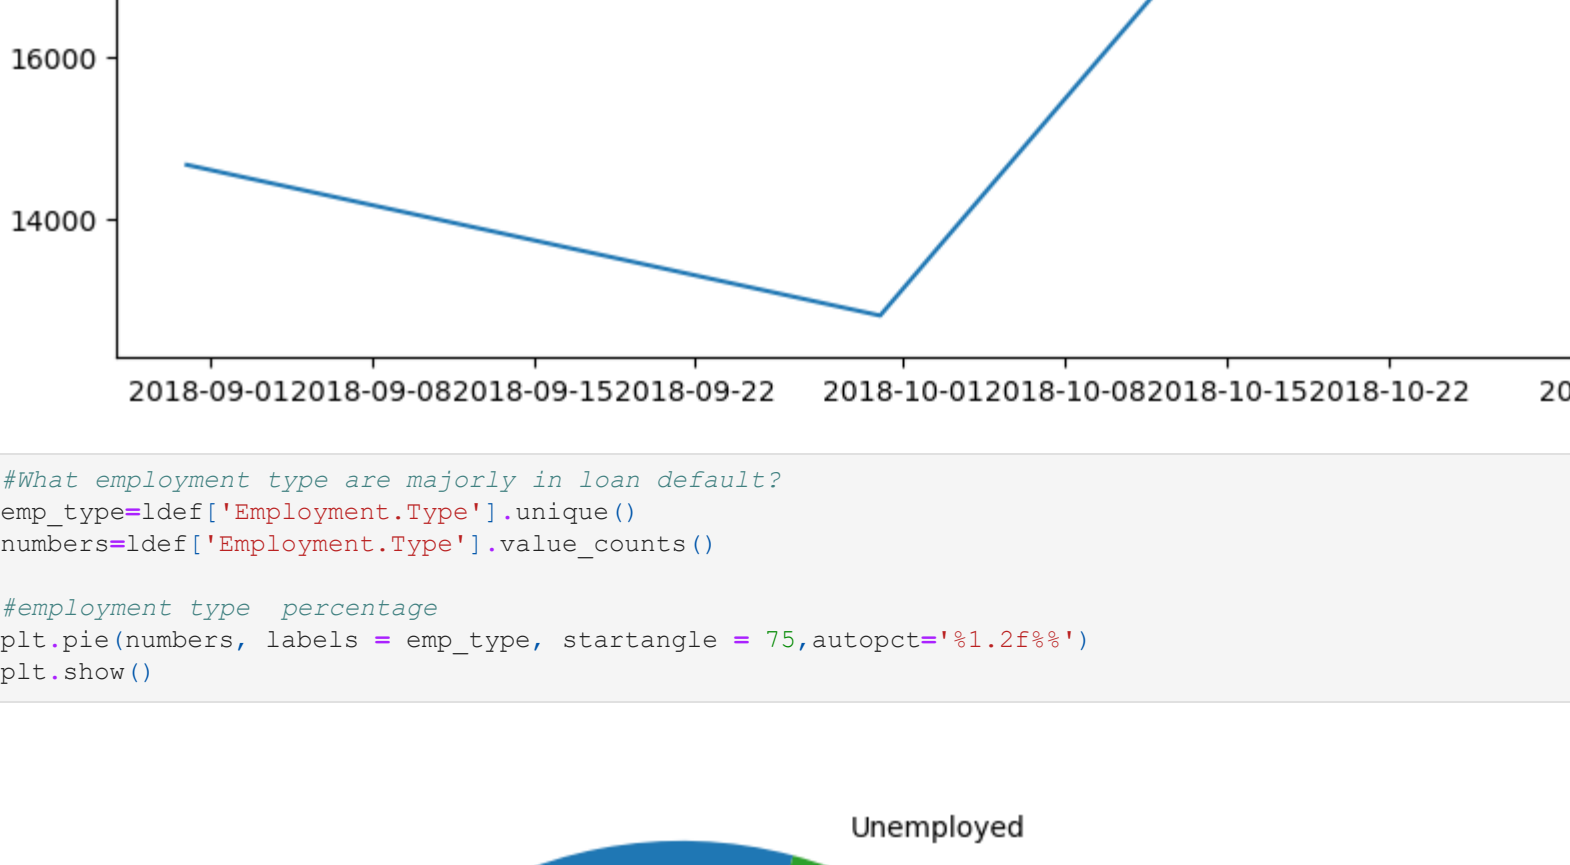 16000
14000
2018-09-012018-09-082018-09-152018-09-22 2018-10-012018-10-082018-10-152018-10-22 20
#What employment type are majorly in loan default?
emp_type=ldef['Employment.Type'].unique()
numbers=ldef['Employment.Type'].value_counts()
#employment type  percentage
plt.pie(numbers, labels = emp_type, startangle = 75,autopct='%1.2f%%')
plt.show()
Unemployed